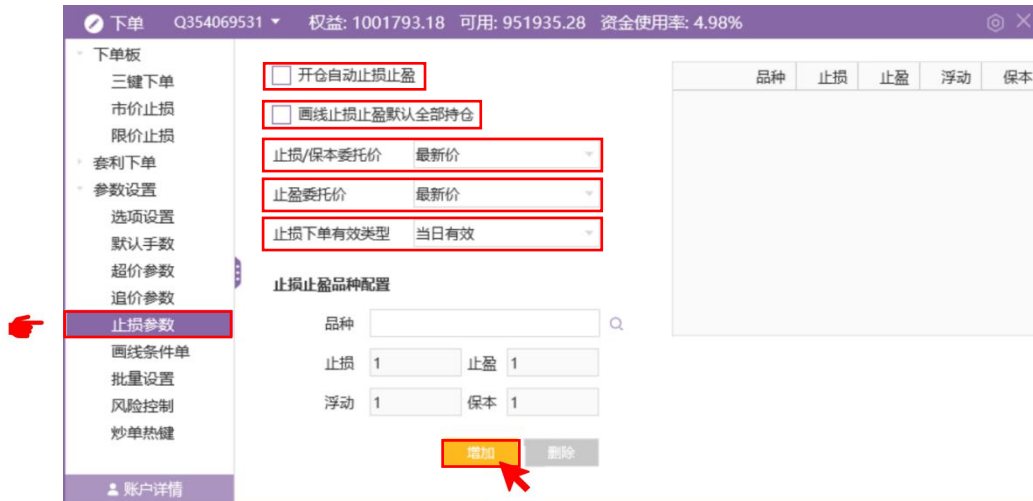 下单 Q354069531 权益: 1001793.18 可用: 951935.28 资金使用率: 4.98%
下单板
三键下单
市价止损
限价止损
套利下单
参数设置
选项设置
默认手数
超价参数
追价参数
止损参数
画线条件单
批量设置
风险控制
炒单热键
账户详情
开仓自动止损止盈
画线止损止盈默认全部持仓
止损/保本委托价 最新价
止盈委托价 最新价
止损下单有效类型 当日有效
止损止盈品种配置
品种
止损 1 止盈 1
浮动 1 保本 1
增加 删除
品种 止损 止盈 浮动 保本